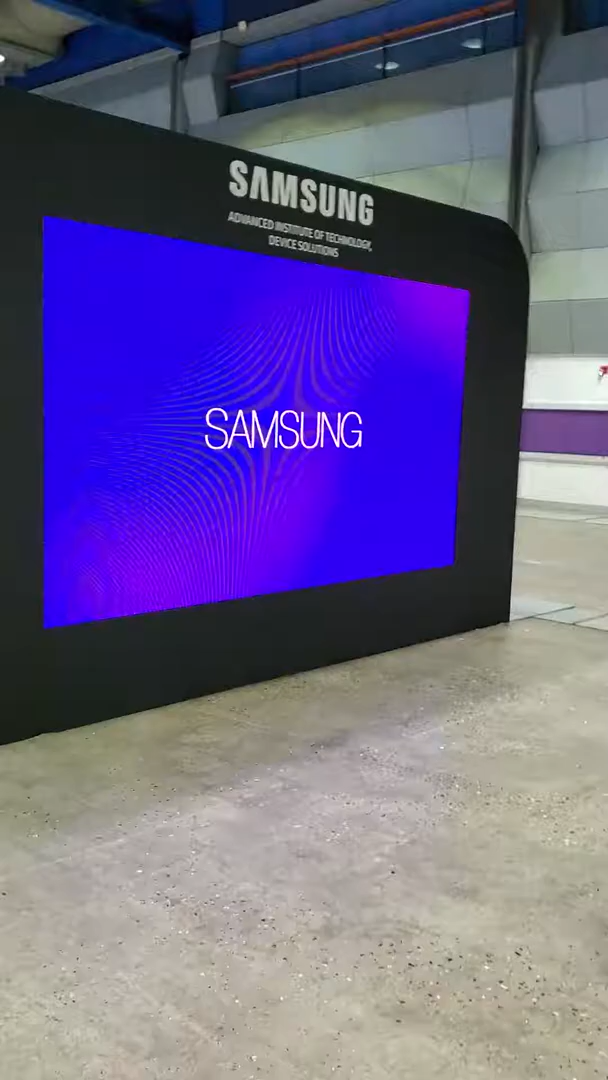 SAMSUNG
ADVANCED INSTITUTE OF TECHNOLOGY,
DEVICE SOLUTIONS
SAMSUNG